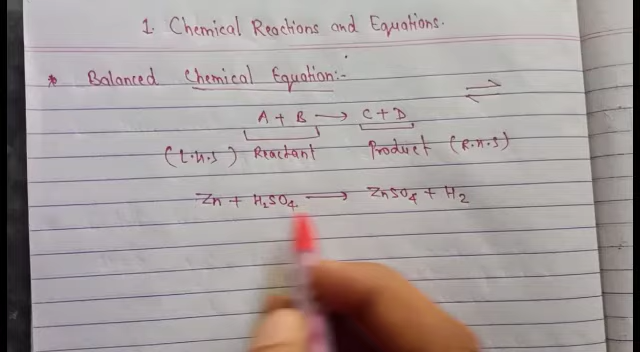 1. Chemical Reactions and Equations.
* Balanced Chemical Equation:-
A + B ⟶ C + D ⇌
(L.H.S) Reactant Product (R.H.S)
Zn + H₂SO₄ ⟶ ZnSO₄ + H₂